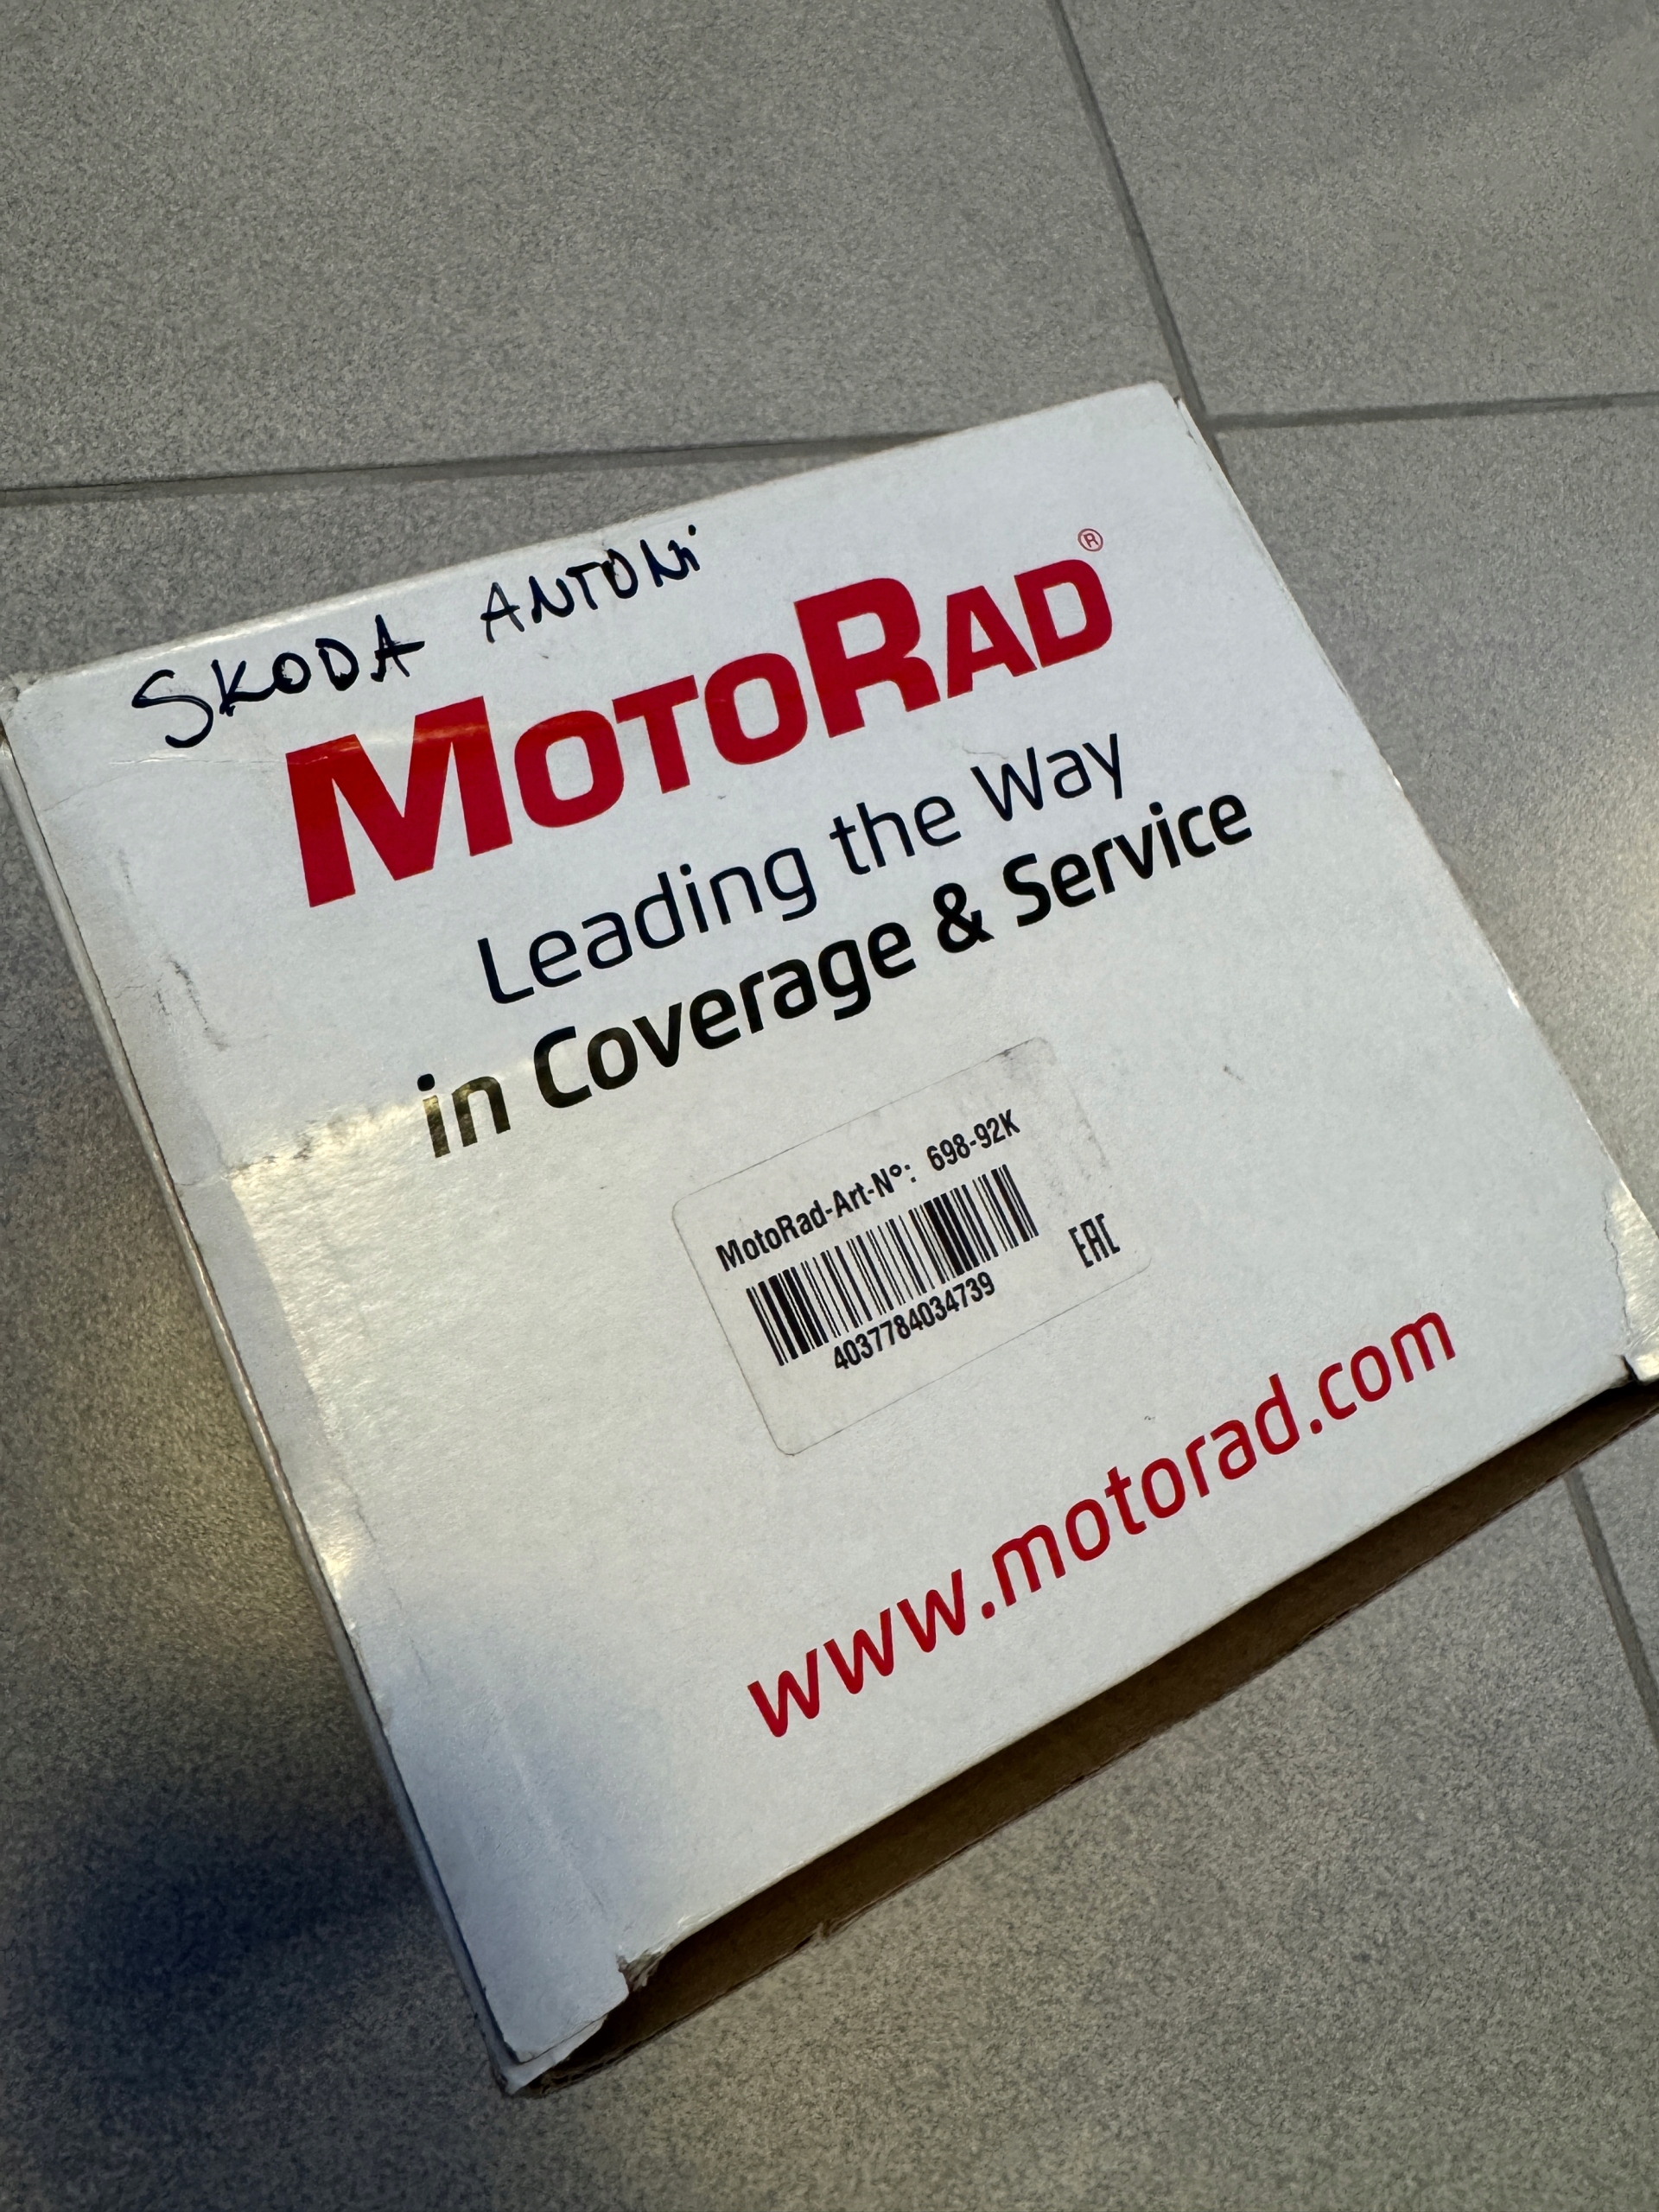 SKODA ANTONi
MOTORAD®
Leading the Way
in Coverage & Service
MotoRad-Art-N°: 698-92K
4037784034739
EAC
www.motorad.com